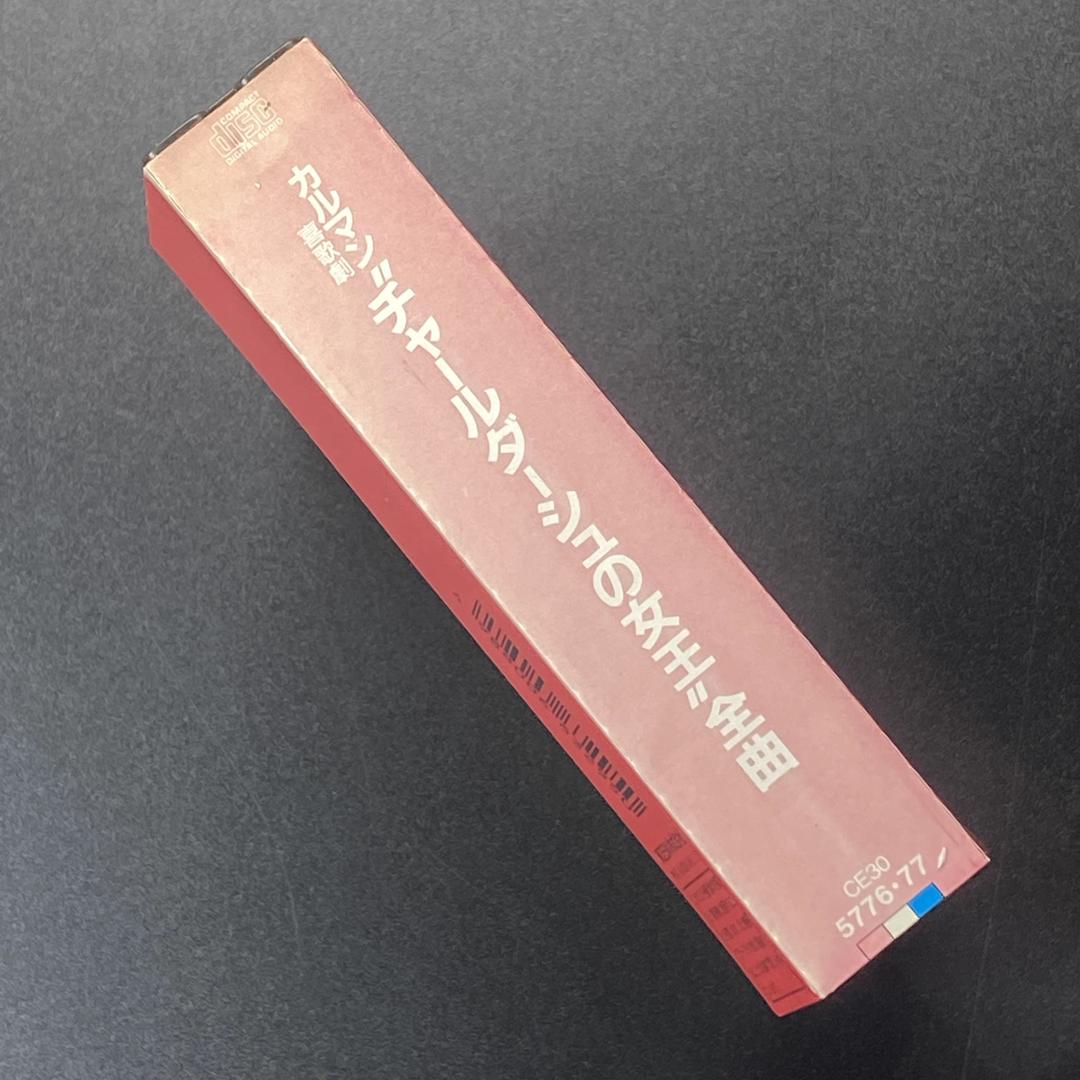 COMPACT
disc
DIGITAL AUDIO
カルマン
喜歌劇
〝チャールダーシュの女王〟全曲
CE30
5776・77